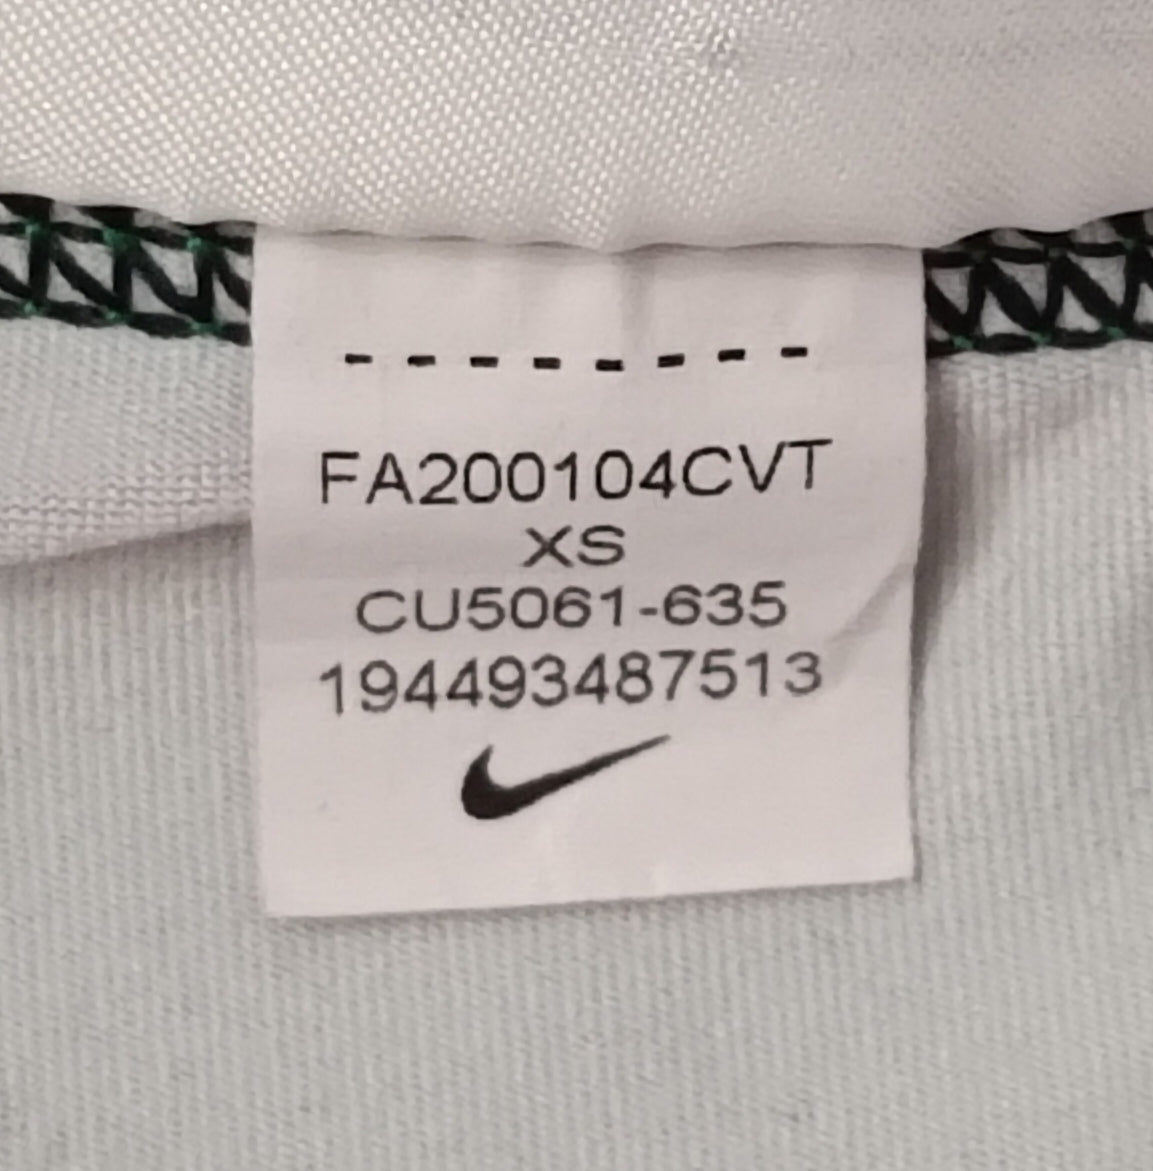 --------
FA200104CVT
XS
CU5061-635
194493487513